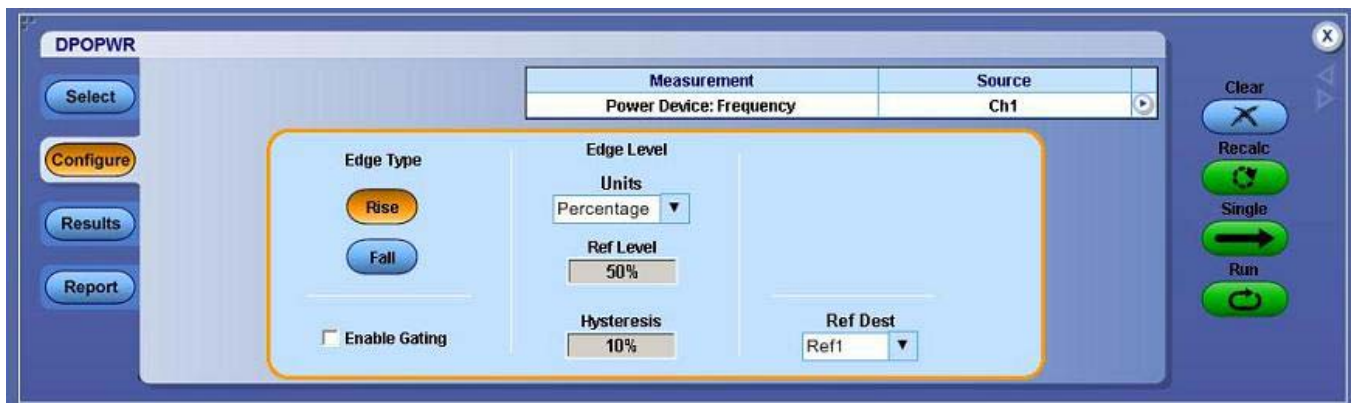 DPOPWR
X
Select
Configure
Results
Report
Measurement Source
Power Device: Frequency Ch1
Edge Type
Rise
Fall
Enable Gating
Edge Level
Units
Percentage
Ref Level
50%
Hysteresis
10%
Ref Dest
Ref1
Clear
Recalc
Single
Run